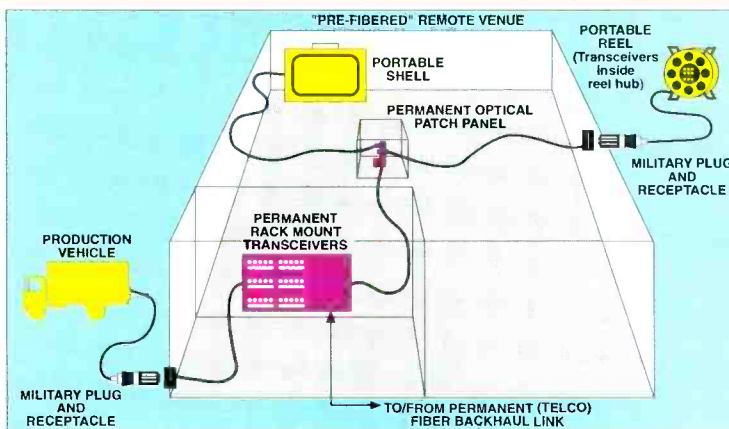 "PRE-FIBERED" REMOTE VENUE
PORTABLE
SHELL
PORTABLE
REEL
(Transceivers
inside
reel hub)
PERMANENT OPTICAL
PATCH PANEL
MILITARY PLUG
AND
RECEPTACLE
PERMANENT
RACK MOUNT
TRANSCEIVERS
PRODUCTION
VEHICLE
MILITARY PLUG
AND
RECEPTACLE
TO/FROM PERMANENT (TELCO)
FIBER BACKHAUL LINK